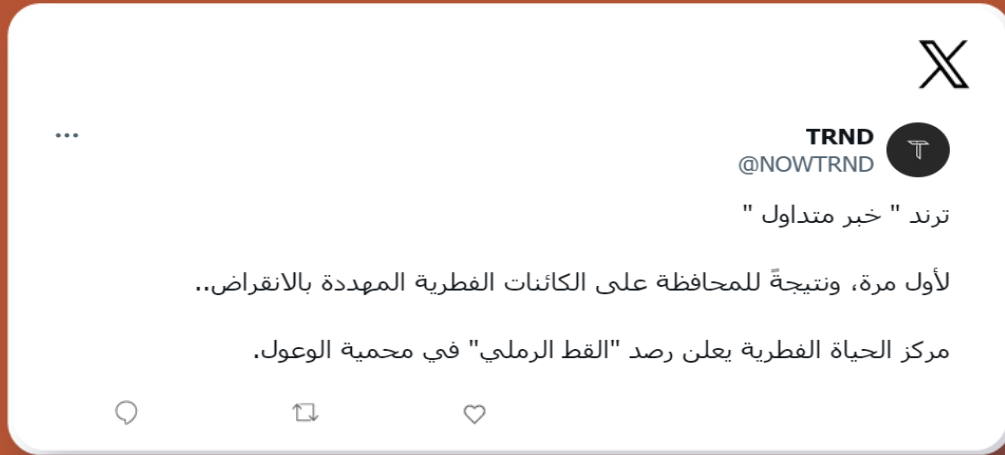 TRND
@NOWTRND
ترند " خبر متداول "
لأول مرة، ونتيجةً للمحافظة على الكائنات الفطرية المهددة بالانقراض..
مركز الحياة الفطرية يعلن رصد "القط الرملي" في محمية الوعول.